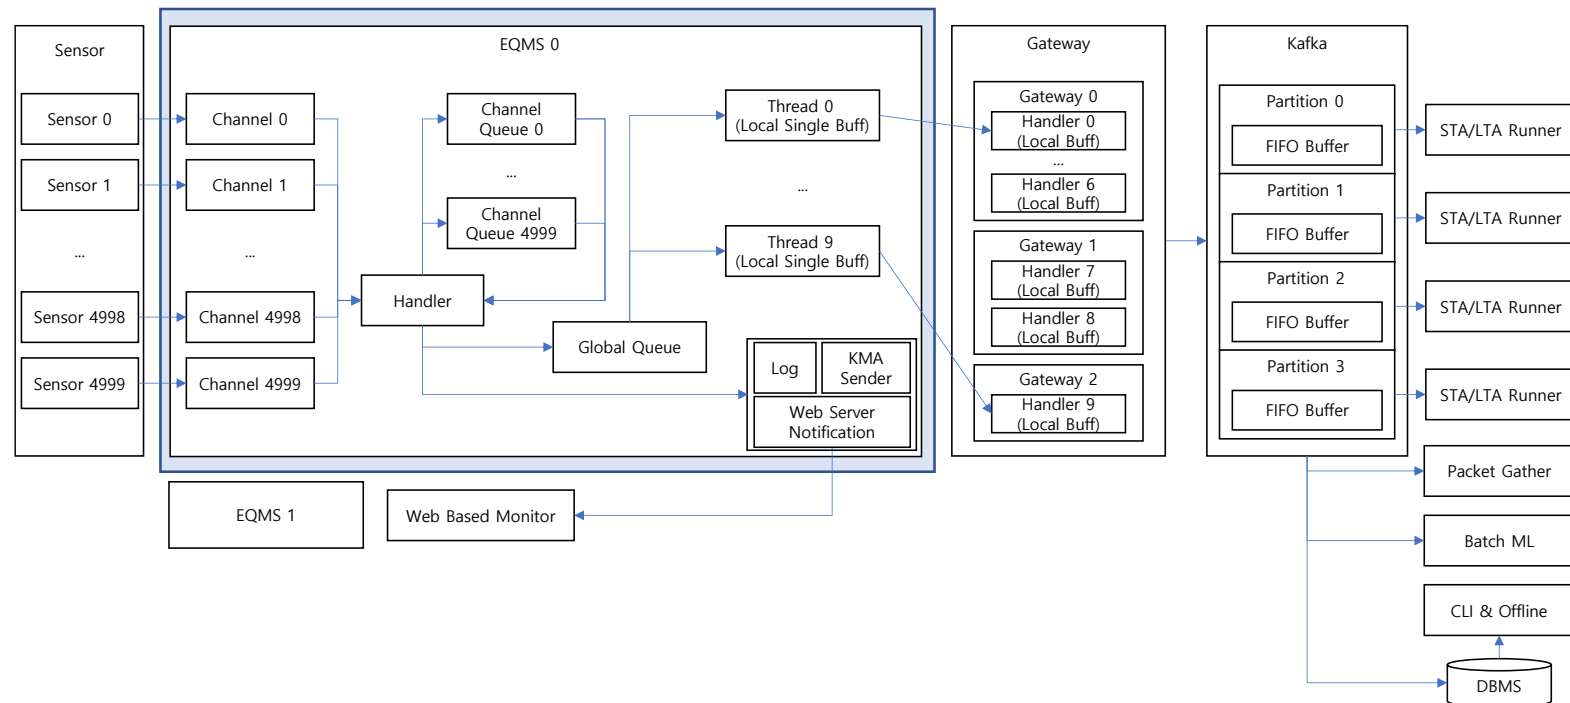 Sensor
Sensor 0
Sensor 1
...
Sensor 4998
Sensor 4999
EQMS 0
Channel 0
Channel 1
...
Channel 4998
Channel 4999
Handler
Channel
Queue 0
...
Channel
Queue 4999
Global Queue
Thread 0
(Local Single Buff)
...
Thread 9
(Local Single Buff)
Log
KMA
Sender
Web Server
Notification
EQMS 1
Web Based Monitor
Gateway
Gateway 0
Handler 0
(Local Buff)
...
Handler 6
(Local Buff)
Gateway 1
Handler 7
(Local Buff)
Handler 8
(Local Buff)
Gateway 2
Handler 9
(Local Buff)
Kafka
Partition 0
FIFO Buffer
Partition 1
FIFO Buffer
Partition 2
FIFO Buffer
Partition 3
FIFO Buffer
STA/LTA Runner
STA/LTA Runner
STA/LTA Runner
STA/LTA Runner
Packet Gather
Batch ML
CLI & Offline
DBMS